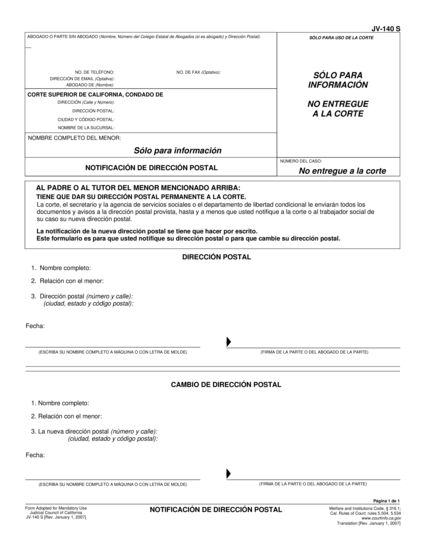 JV-140 S
ABOGADO O PARTE SIN ABOGADO (Nombre, Número del Colegio Estatal de Abogados (si es abogado) y Dirección Postal):
SÓLO PARA USO DE LA CORTE
NO. DE TELÉFONO:
NO. DE FAX (Optativo):
DIRECCIÓN DE EMAIL (Optativa):
ABOGADO DE (Nombre):
SÓLO PARA
INFORMACIÓN
NO ENTREGUE
A LA CORTE
CORTE SUPERIOR DE CALIFORNIA, CONDADO DE
DIRECCIÓN (Calle y Número):
DIRECCIÓN POSTAL:
CIUDAD Y CÓDIGO POSTAL:
NOMBRE DE LA SUCURSAL:
NOMBRE COMPLETO DEL MENOR:
Sólo para información
NOTIFICACIÓN DE DIRECCIÓN POSTAL
NÚMERO DEL CASO:
No entregue a la corte
AL PADRE O AL TUTOR DEL MENOR MENCIONADO ARRIBA:
TIENE QUE DAR SU DIRECCIÓN POSTAL PERMANENTE A LA CORTE.
La corte, el secretario y la agencia de servicios sociales o el departamento de libertad condicional le enviarán todos los
documentos y avisos a la dirección postal provista, hasta y a menos que usted notifique a la corte o al trabajador social de
su caso su nueva dirección postal.
La notificación de la nueva dirección postal se tiene que hacer por escrito.
Este formulario es para que usted notifique su dirección postal o para que cambie su dirección postal.
DIRECCIÓN POSTAL
1. Nombre completo:
2. Relación con el menor:
3. Dirección postal (número y calle):
(ciudad, estado y código postal):
Fecha:
(ESCRIBA SU NOMBRE COMPLETO A MÁQUINA O CON LETRA DE MOLDE)
(FIRMA DE LA PARTE O DEL ABOGADO DE LA PARTE)
CAMBIO DE DIRECCIÓN POSTAL
1. Nombre completo:
2. Relación con el menor:
3. La nueva dirección postal (número y calle):
(ciudad, estado y código postal):
Fecha:
(ESCRIBA SU NOMBRE COMPLETO A MÁQUINA O CON LETRA DE MOLDE)
(FIRMA DE LA PARTE O DEL ABOGADO DE LA PARTE)
Página 1 de 1
Form Adopted for Mandatory Use
Judicial Council of California
JV-140 S [Rev. January 1, 2007]
NOTIFICACIÓN DE DIRECCIÓN POSTAL
Welfare and Institutions Code, § 316.1;
Cal. Rules of Court, rules 5.504, 5.534
www.courtinfo.ca.gov
Translation [Rev. January 1, 2007]